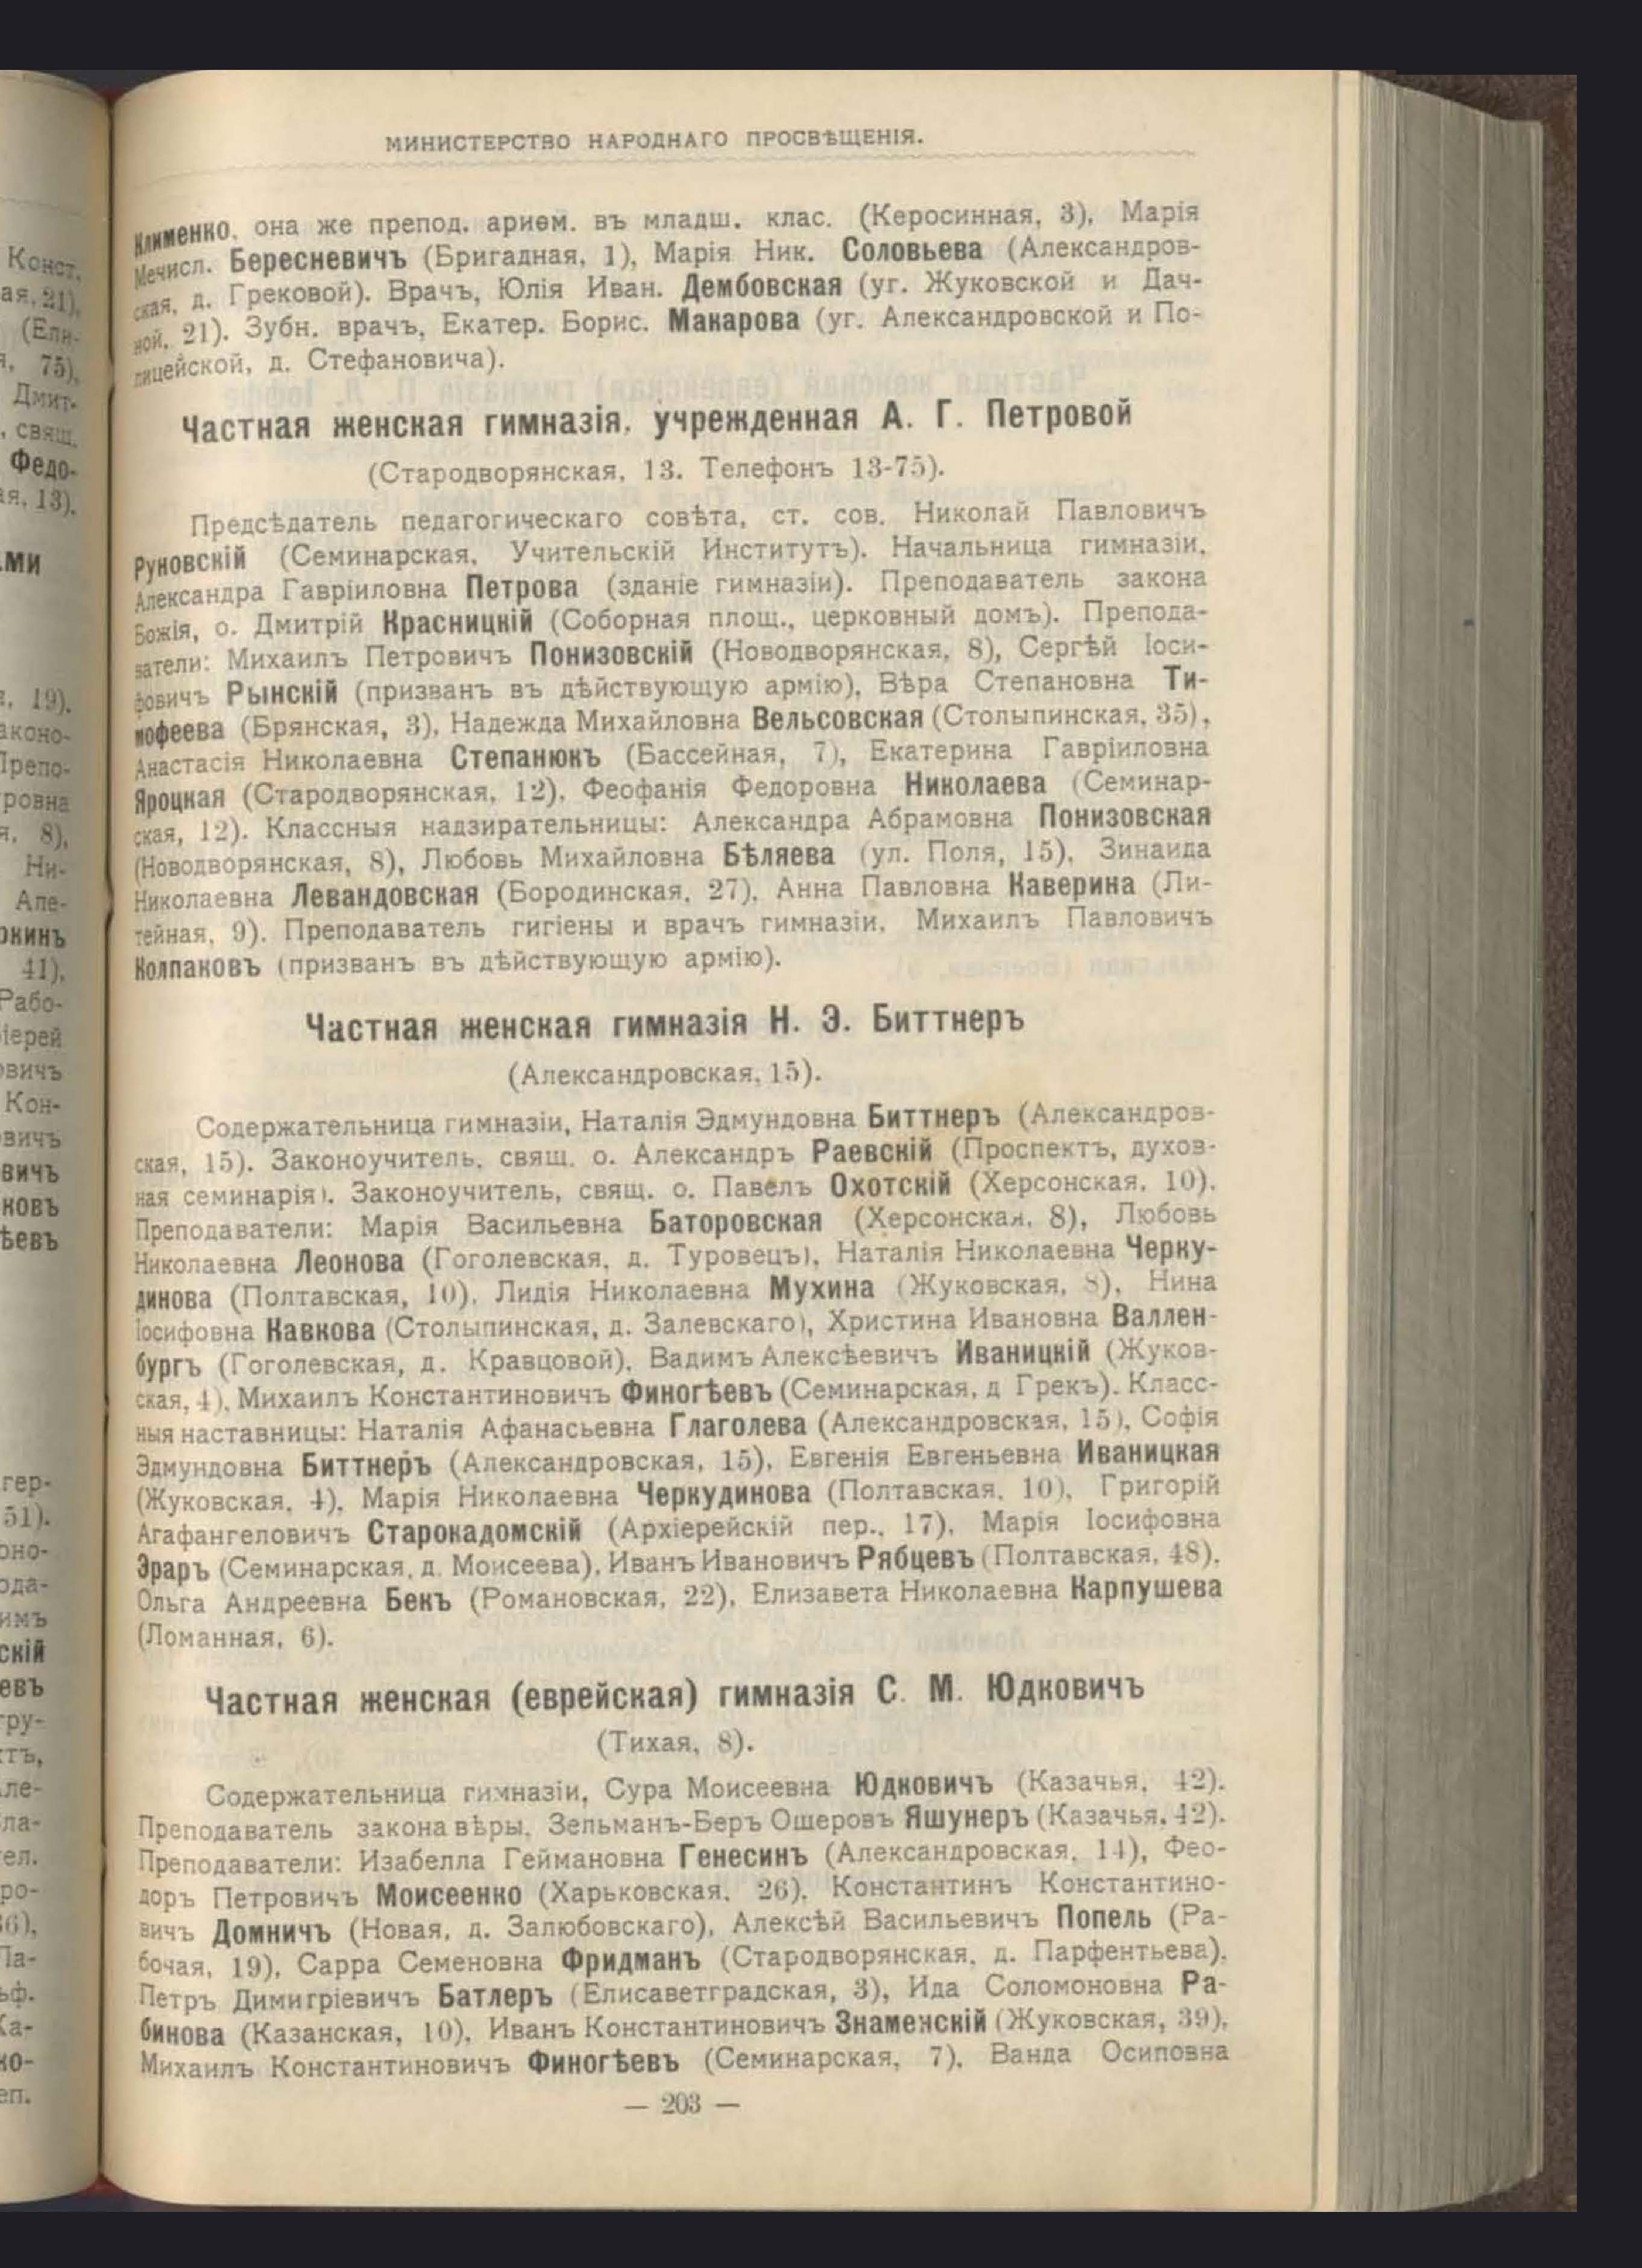 МИНИСТЕРСТВО НАРОДНАГО ПРОСВѢЩЕНІЯ.
Клименко, она же препод. ариѳм. въ младш. клас. (Керосинная, 3), Марія
Мечисл. Бересневичъ (Бригадная, 1), Марія Ник. Соловьева (Александров-
ская, д. Грековой). Врачъ, Юлія Иван. Дембовская (уг. Жуковской и Дач-
ной, 21). Зубн. врачъ, Екатер. Борис. Макарова (уг. Александровской и По-
лицейской, д. Стефановича).
Частная женская гимназія, учрежденная А. Г. Петровой
(Стародворянская, 13. Телефонъ 13-75).
Предсѣдатель педагогическаго совѣта, ст. сов. Николай Павловичъ
Руновскій (Семинарская, Учительскій Институтъ). Начальница гимназіи,
Александра Гавріиловна Петрова (зданіе гимназіи). Преподаватель закона
Божія, о. Дмитрій Красницкій (Соборная площ., церковный домъ). Препода-
ватели: Михаилъ Петровичъ Понизовскій (Новодворянская, 8), Сергѣй Іоси-
фовичъ Рынскій (призванъ въ дѣйствующую армію), Вѣра Степановна Ти-
мофеева (Брянская, 3), Надежда Михайловна Вельсовская (Столыпинская, 35),
Анастасія Николаевна Степанюкъ (Бассейная, 7), Екатерина Гавріиловна
Яроцкая (Стародворянская, 12), Феофанія Федоровна Николаева (Семинар-
ская, 12). Классныя надзирательницы: Александра Абрамовна Понизовская
(Новодворянская, 8), Любовь Михайловна Бѣляева (ул. Поля, 15), Зинаида
Николаевна Левандовская (Бородинская, 27), Анна Павловна Каверина (Ли-
тейная, 9). Преподаватель гигіены и врачъ гимназіи, Михаилъ Павловичъ
Колпаковъ (призванъ въ дѣйствующую армію).
Частная женская гимназія Н. Э. Биттнеръ
(Александровская, 15).
Содержательница гимназіи, Наталія Эдмундовна Биттнеръ (Александров-
ская, 15). Законоучитель, свящ. о. Александръ Раевскій (Проспектъ, духов-
ная семинарія). Законоучитель, свящ. о. Павелъ Охотскій (Херсонская, 10).
Преподаватели: Марія Васильевна Баторовская (Херсонская, 8), Любовь
Николаевна Леонова (Гоголевская, д. Туровецъ), Наталія Николаевна Черку-
динова (Полтавская, 10), Лидія Николаевна Мухина (Жуковская, 8), Нина
Іосифовна Кавкова (Столыпинская, д. Залевскаго), Христина Ивановна Валлен-
бургъ (Гоголевская, д. Кравцовой), Вадимъ Алексѣевичъ Иваницкій (Жуков-
ская, 4), Михаилъ Константиновичъ Финогѣевъ (Семинарская, д Грекъ). Класс-
ныя наставницы: Наталія Афанасьевна Глаголева (Александровская, 15), Софія
Эдмундовна Биттнеръ (Александровская, 15), Евгенія Евгеньевна Иваницкая
(Жуковская, 4), Марія Николаевна Черкудинова (Полтавская, 10), Григорій
Агафангеловичъ Старокадомскій (Архіерейскій пер., 17), Марія Іосифовна
Эраръ (Семинарская, д. Моисеева), Иванъ Ивановичъ Рябцевъ (Полтавская, 48),
Ольга Андреевна Бекъ (Романовская, 22), Елизавета Николаевна Карпушева
(Ломанная, 6).
Частная женская (еврейская) гимназія С. М. Юдковичъ
(Тихая, 8).
Содержательница гимназіи, Сура Моисеевна Юдковичъ (Казачья, 42).
Преподаватель закона вѣры, Зельманъ-Беръ Ошеровъ Яшунеръ (Казачья, 42).
Преподаватели: Изабелла Геймановна Генесинъ (Александровская, 14), Фео-
доръ Петровичъ Моисеенко (Харьковская, 26), Константинъ Константино-
вичъ Домничъ (Новая, д. Залюбовскаго), Алексѣй Васильевичъ Попель (Ра-
бочая, 19), Сарра Семеновна Фридманъ (Стародворянская, д. Парфентьева),
Петръ Димитріевичъ Батлеръ (Елисаветградская, 3), Ида Соломоновна Ра-
бинова (Казанская, 10), Иванъ Константиновичъ Знаменскій (Жуковская, 39),
Михаилъ Константиновичъ Финогѣевъ (Семинарская, 7), Ванда Осиповна
— 203 —